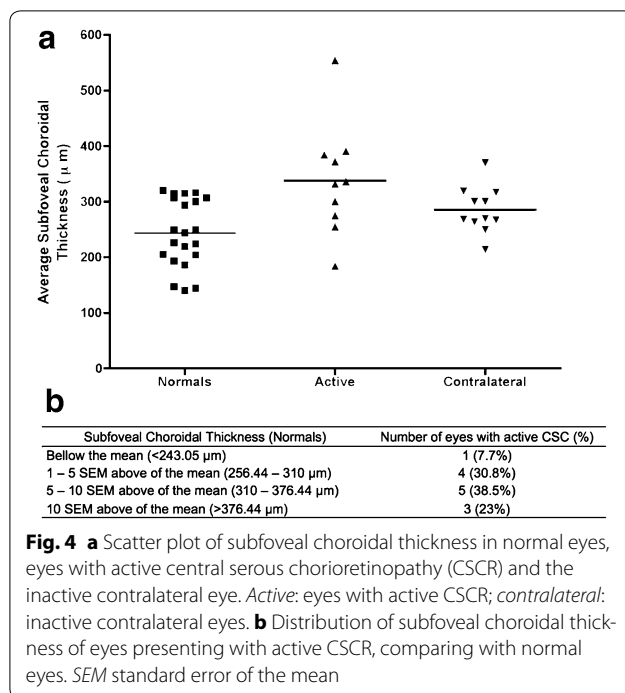 a
600
500
400
300
200
100
0
Average Subfoveal Choroidal
Thickness ( μ m)
Normals Active Contralateral
b
Subfoveal Choroidal Thickness (Normals) Number of eyes with active CSC (%)
Bellow the mean (<243.05 μm) 1 (7.7%)
1 – 5 SEM above of the mean (256.44 – 310 μm) 4 (30.8%)
5 – 10 SEM above of the mean (310 – 376.44 μm) 5 (38.5%)
10 SEM above of the mean (>376.44 μm) 3 (23%)
Fig. 4 a Scatter plot of subfoveal choroidal thickness in normal eyes,
eyes with active central serous chorioretinopathy (CSCR) and the
inactive contralateral eye. Active: eyes with active CSCR; contralateral:
inactive contralateral eyes. b Distribution of subfoveal choroidal thick-
ness of eyes presenting with active CSCR, comparing with normal
eyes. SEM standard error of the mean